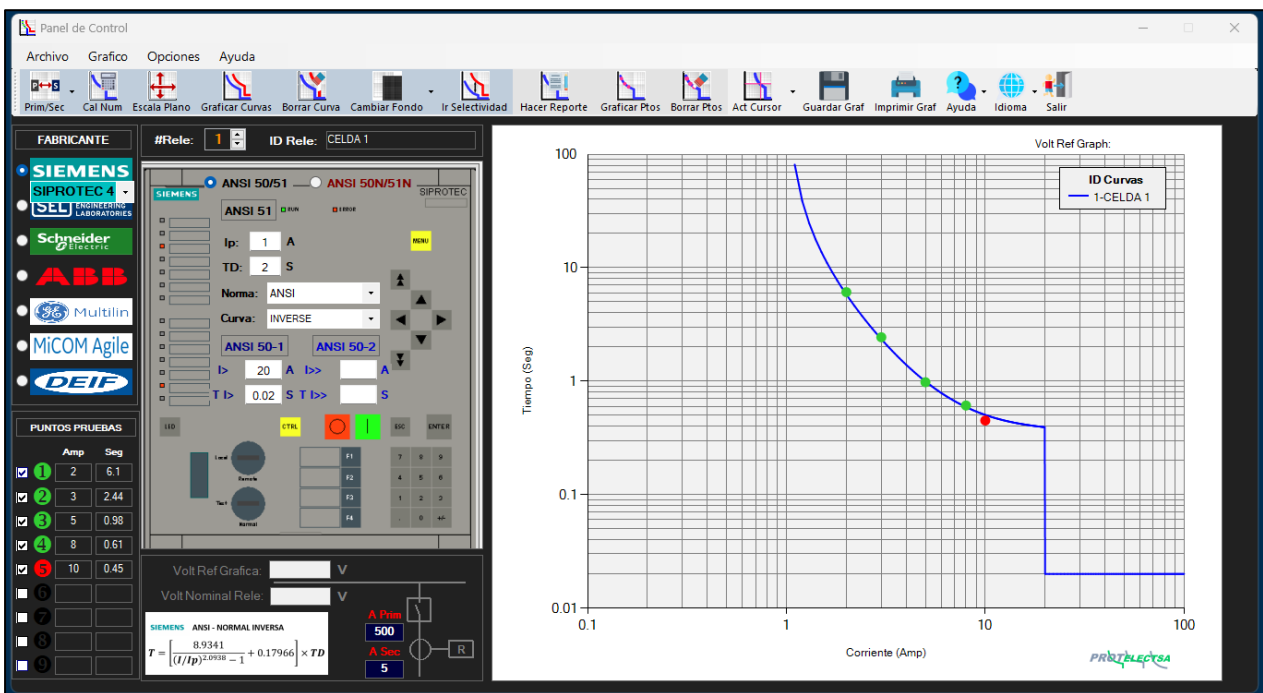 Panel de Control
Archivo Grafico Opciones Ayuda
Prim/Sec Cal Num Escala Plano Graficar Curvas Borrar Curva Cambiar Fondo Ir Selectividad Hacer Reporte Graficar Ptos Borrar Ptos Act Cursor Guardar Graf Imprimir Graf Ayuda Idioma Salir
FABRICANTE
SIEMENS
SIPROTEC 4
SEL ENGINEERING LABORATORIES
Schneider Electric
ABB
GE Multilin
MiCOM Agile
DEIF
PUNTOS PRUEBAS
Amp Seg
1 2 6.1
2 3 2.44
3 5 0.98
4 8 0.61
5 10 0.45
6
7
8
9
#Rele: 1 ID Rele: CELDA 1
ANSI 50/51 ANSI 50N/51N
SIEMENS SIPROTEC
ANSI 51 RUN ERROR
Ip: 1 A MENU
TD: 2 S
Norma: ANSI
Curva: INVERSE
ANSI 50-1 ANSI 50-2
I> 20 A I>> A
T I> 0.02 S T I>> S
LED CTRL ESC ENTER
Local F1 7 8 9
Remote F2 4 5 6
Test F3 1 2 3
Normal F4 . 0 +/-
Volt Ref Grafica: V
Volt Nominal Rele: V
SIEMENS ANSI - NORMAL INVERSA
T = [8.9341 / ((I/Ip)^2.0938 − 1) + 0.17966] × TD
A Prim
500
A Sec
5
R
Volt Ref Graph:
ID Curvas
1-CELDA 1
100
10
1
0.1
0.01
Tiempo (Seg)
0.1 1 10 100
Corriente (Amp)
PROTELECTSA